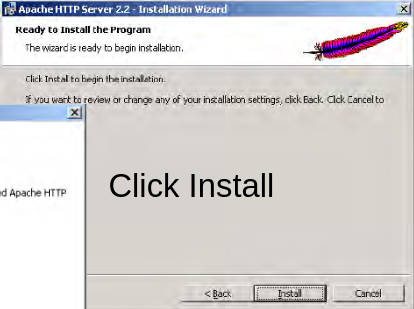 Apache HTTP Server 2.2 - Installation Wizard
Ready to Install the Program
The wizard is ready to begin installation.
Click Install to begin the installation.
If you want to review or change any of your installation settings, click Back. Click Cancel to
ed Apache HTTP
Click Install
< Back
Install
Cancel